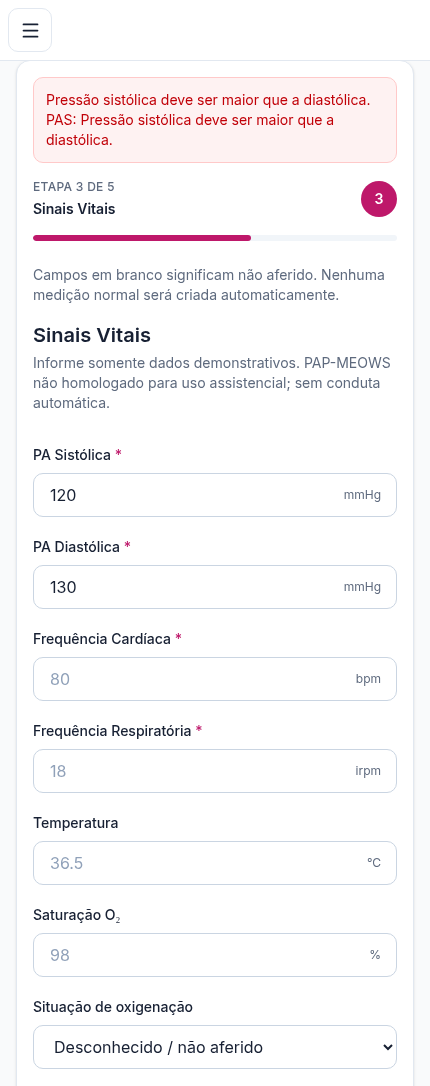 Pressão sistólica deve ser maior que a diastólica.
PAS: Pressão sistólica deve ser maior que a
diastólica.
ETAPA 3 DE 5
Sinais Vitais
3
Campos em branco significam não aferido. Nenhuma
medição normal será criada automaticamente.
Sinais Vitais
Informe somente dados demonstrativos. PAP-MEOWS
não homologado para uso assistencial; sem conduta
automática.
PA Sistólica *
120 mmHg
PA Diastólica *
130 mmHg
Frequência Cardíaca *
80 bpm
Frequência Respiratória *
18 irpm
Temperatura
36.5 °C
Saturação O₂
98 %
Situação de oxigenação
Desconhecido / não aferido